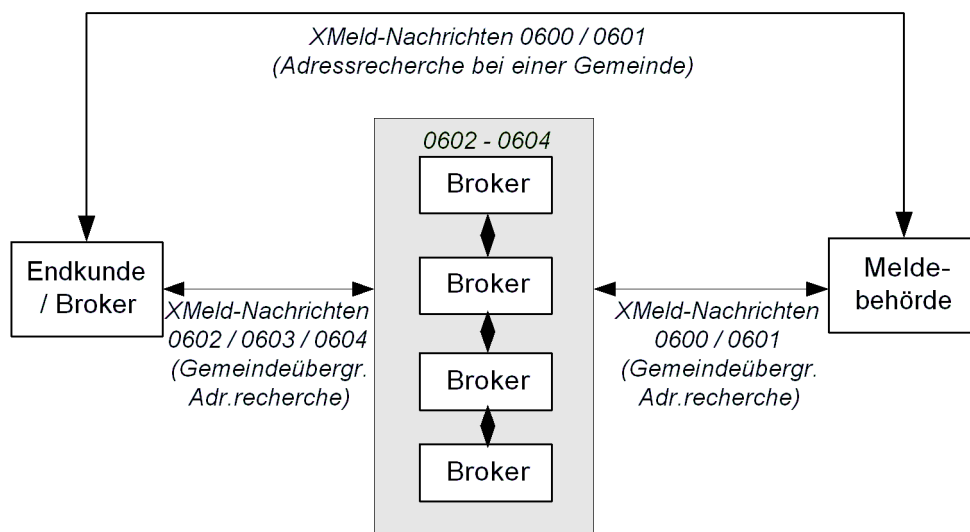 XMeld-Nachrichten 0600 / 0601
(Adressrecherche bei einer Gemeinde)
0602 - 0604
Broker
Broker
Broker
Broker
Endkunde
/ Broker
XMeld-Nachrichten
0602 / 0603 / 0604
(Gemeindeübergr.
Adr.recherche)
XMeld-Nachrichten
0600 / 0601
(Gemeindeübergr.
Adr.recherche)
Melde-
behörde